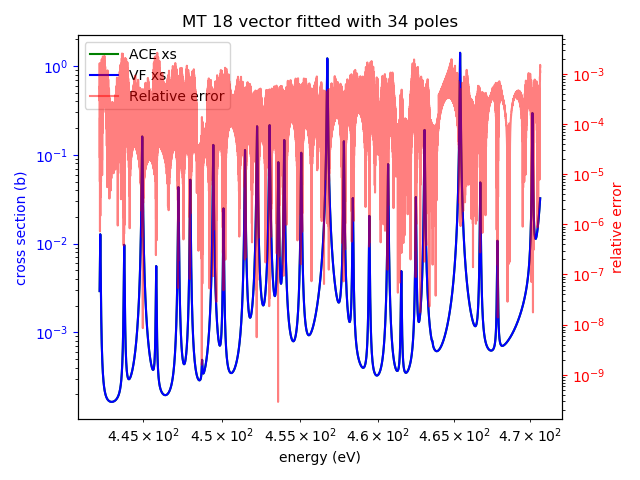 MT 18 vector fitted with 34 poles
ACE xs
VF xs
Relative error
10⁰
10⁻¹
10⁻²
10⁻³
cross section (b)
10⁻³
10⁻⁴
10⁻⁵
10⁻⁶
10⁻⁷
10⁻⁸
10⁻⁹
relative error
4.45 × 10² 4.5 × 10² 4.55 × 10² 4.6 × 10² 4.65 × 10² 4.7 × 10²
energy (eV)